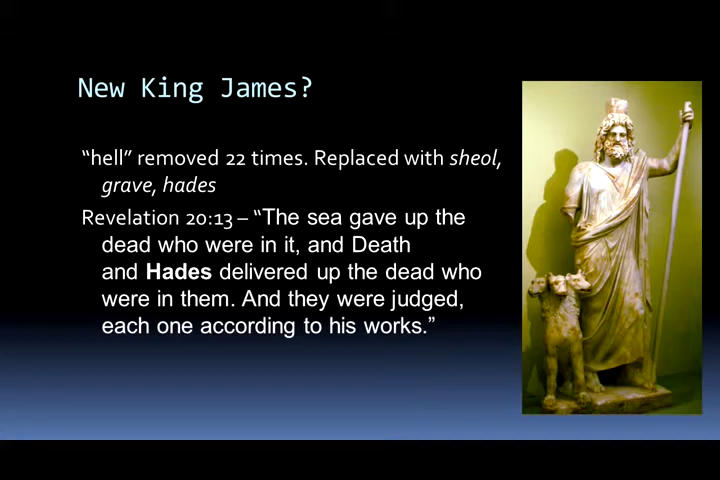 New King James?
“hell” removed 22 times. Replaced with sheol,
grave, hades
Revelation 20:13 – “The sea gave up the
dead who were in it, and Death
and Hades delivered up the dead who
were in them. And they were judged,
each one according to his works.”